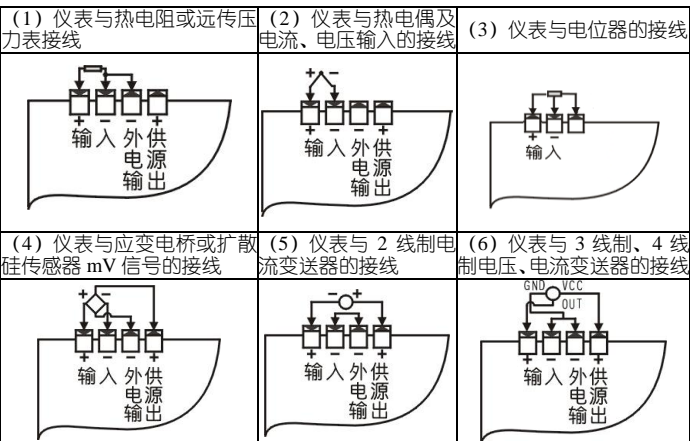 （1）仪表与热电阻或远传压
力表接线
（2）仪表与热电偶及
电流、电压输入的接线
（3）仪表与电位器的接线
+ − − +
输入 外供
电源
输出
+ −
+ − − +
输入 外供
电源
输出
+ −
输入
（4）仪表与应变电桥或扩散
硅传感器 mV 信号的接线
（5）仪表与 2 线制电
流变送器的接线
（6）仪表与 3 线制、4 线
制电压、电流变送器的接线
+ −
+ − − +
输入 外供
电源
输出
− +
+ − − +
输入 外供
电源
输出
GND VCC
OUT
+ − − +
输入 外供
电源
输出